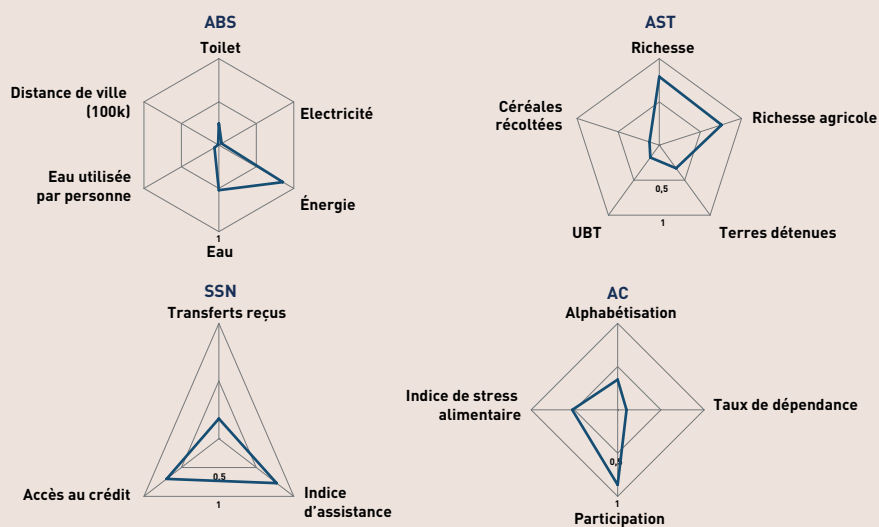 ABS
Toilet
Distance de ville
(100k)
Electricité
Eau utilisée
par personne
Énergie
1
Eau
AST
Richesse
Céréales
récoltées
Richesse agricole
0,5
1
UBT
Terres détenues
SSN
Transferts reçus
0,5
Accès au crédit
1
Indice
d'assistance
AC
Alphabétisation
Indice de stress
alimentaire
Taux de dépendance
0,5
1
Participation